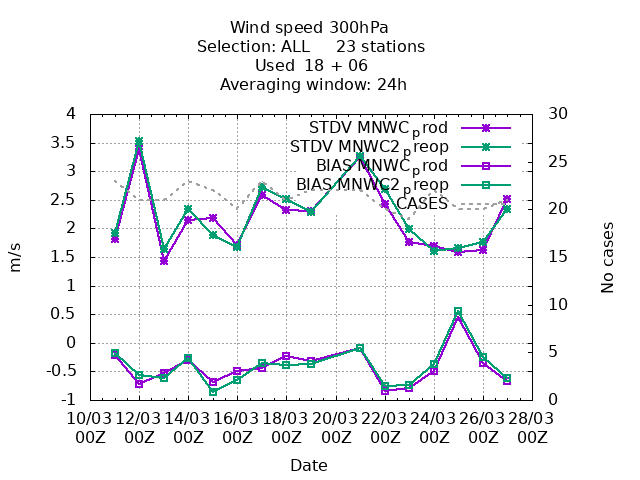 Wind speed 300hPa
Selection: ALL 23 stations
Used 18 + 06
Averaging window: 24h
STDV MNWC_prod
STDV MNWC2_preop
BIAS MNWC_prod
BIAS MNWC2_preop
CASES
4
3.5
3
2.5
2
1.5
1
0.5
0
-0.5
-1
m/s
30
25
20
15
10
5
0
No cases
10/03 12/03 14/03 16/03 18/03 20/03 22/03 24/03 26/03 28/03
00Z 00Z 00Z 00Z 00Z 00Z 00Z 00Z 00Z 00Z
Date